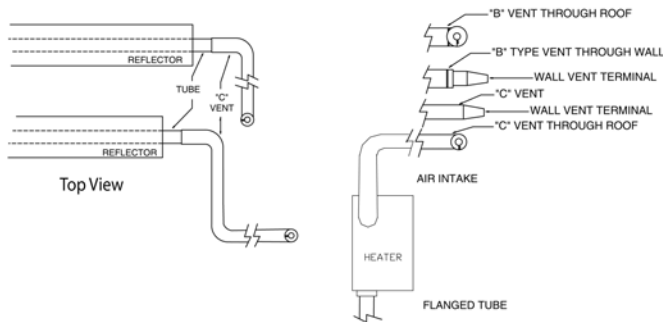 REFLECTOR
TUBE
"C"
VENT
REFLECTOR
Top View
"B" VENT THROUGH ROOF
"B" TYPE VENT THROUGH WALL
WALL VENT TERMINAL
"C" VENT
WALL VENT TERMINAL
"C" VENT THROUGH ROOF
AIR INTAKE
HEATER
FLANGED TUBE